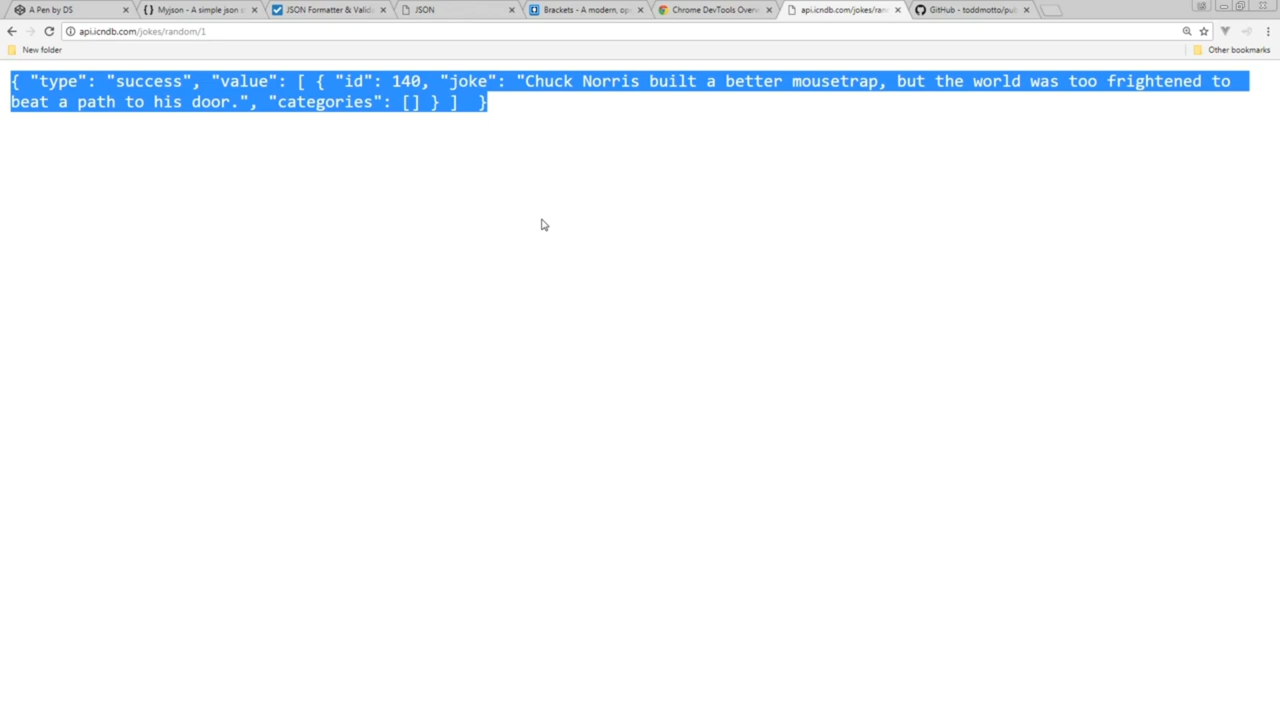 A Pen by DS
Myjson - A simple json s
JSON Formatter & Valida
JSON
Brackets - A modern, op
Chrome DevTools Over
api.icndb.com/jokes/ran
GitHub - toddmotto/pu
api.icndb.com/jokes/random/1
New folder
Other bookmarks
{ "type": "success", "value": [ { "id": 140, "joke": "Chuck Norris built a better mousetrap, but the world was too frightened to
beat a path to his door.", "categories": [] } ]  }